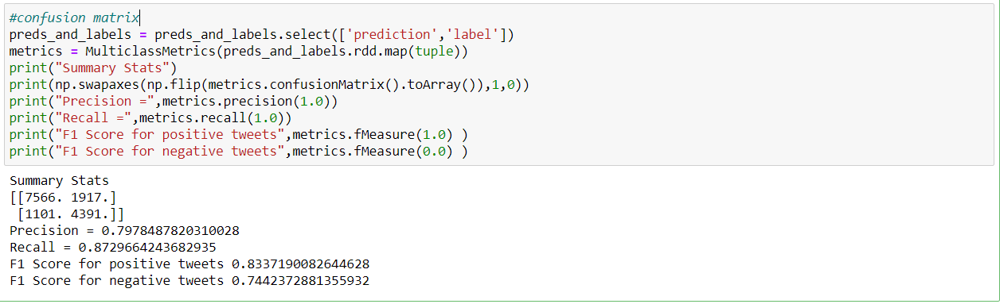 #confusion matrix
preds_and_labels = preds_and_labels.select(['prediction','label'])
metrics = MulticlassMetrics(preds_and_labels.rdd.map(tuple))
print("Summary Stats")
print(np.swapaxes(np.flip(metrics.confusionMatrix().toArray()),1,0))
print("Precision =",metrics.precision(1.0))
print("Recall =",metrics.recall(1.0))
print("F1 Score for positive tweets",metrics.fMeasure(1.0) )
print("F1 Score for negative tweets",metrics.fMeasure(0.0) )
Summary Stats
[[7566. 1917.]
 [1101. 4391.]]
Precision = 0.7978487820310028
Recall = 0.8729664243682935
F1 Score for positive tweets 0.8337190082644628
F1 Score for negative tweets 0.7442372881355932